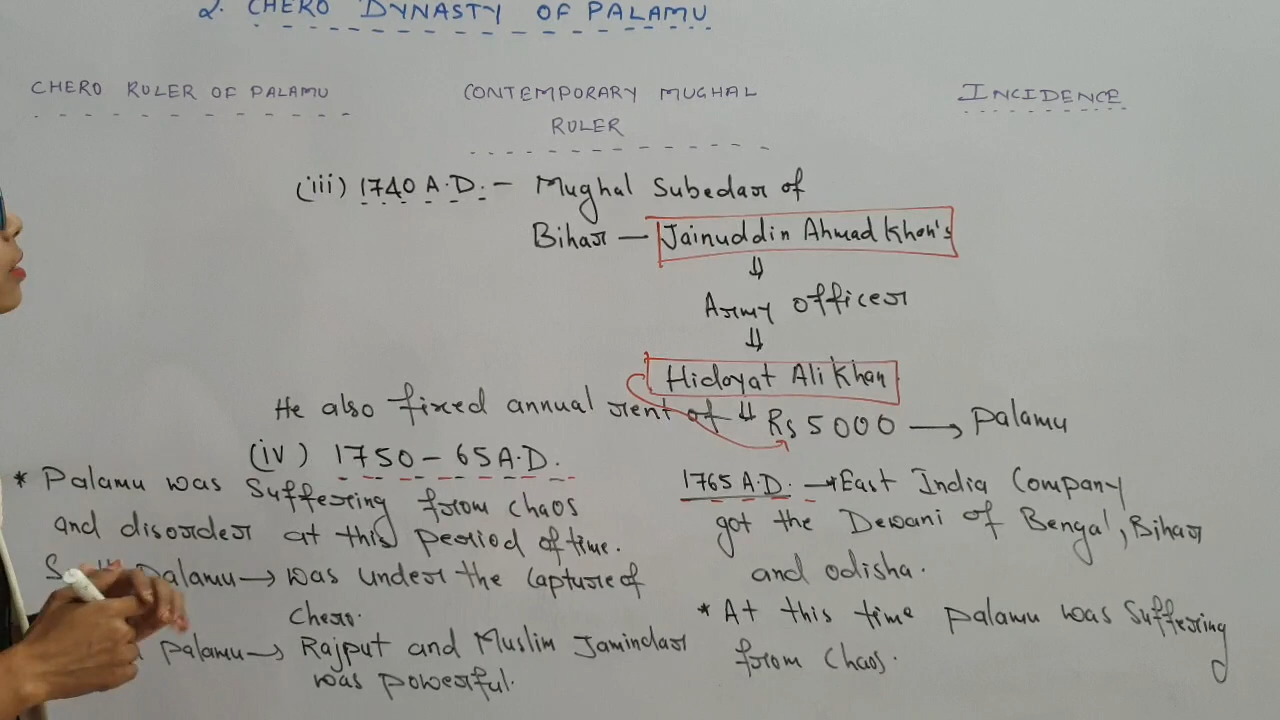 2. CHERO DYNASTY OF PALAMU
CHERO RULER OF PALAMU
CONTEMPORARY MUGHAL
RULER
INCIDENCE
(iii) 1740 A.D. - Mughal Subedar of
Bihar - Jainuddin Ahmad Khan's
⇓
Army officer
⇓
Hidayat Ali Khan
He also fixed annual rent of ⇓ Rs 5000 → Palamu
(iv) 1750-65 A.D.
* Palamu was Suffering from chaos
and disorder at this period of time.
Palamu → was under the Capture of
Chero.
Palamu → Rajput and Muslim Jamindar
was powerful.
1765 A.D. → East India Company
got the Dewani of Bengal, Bihar
and odisha.
* At this time palamu was Suffering
from Chaos.